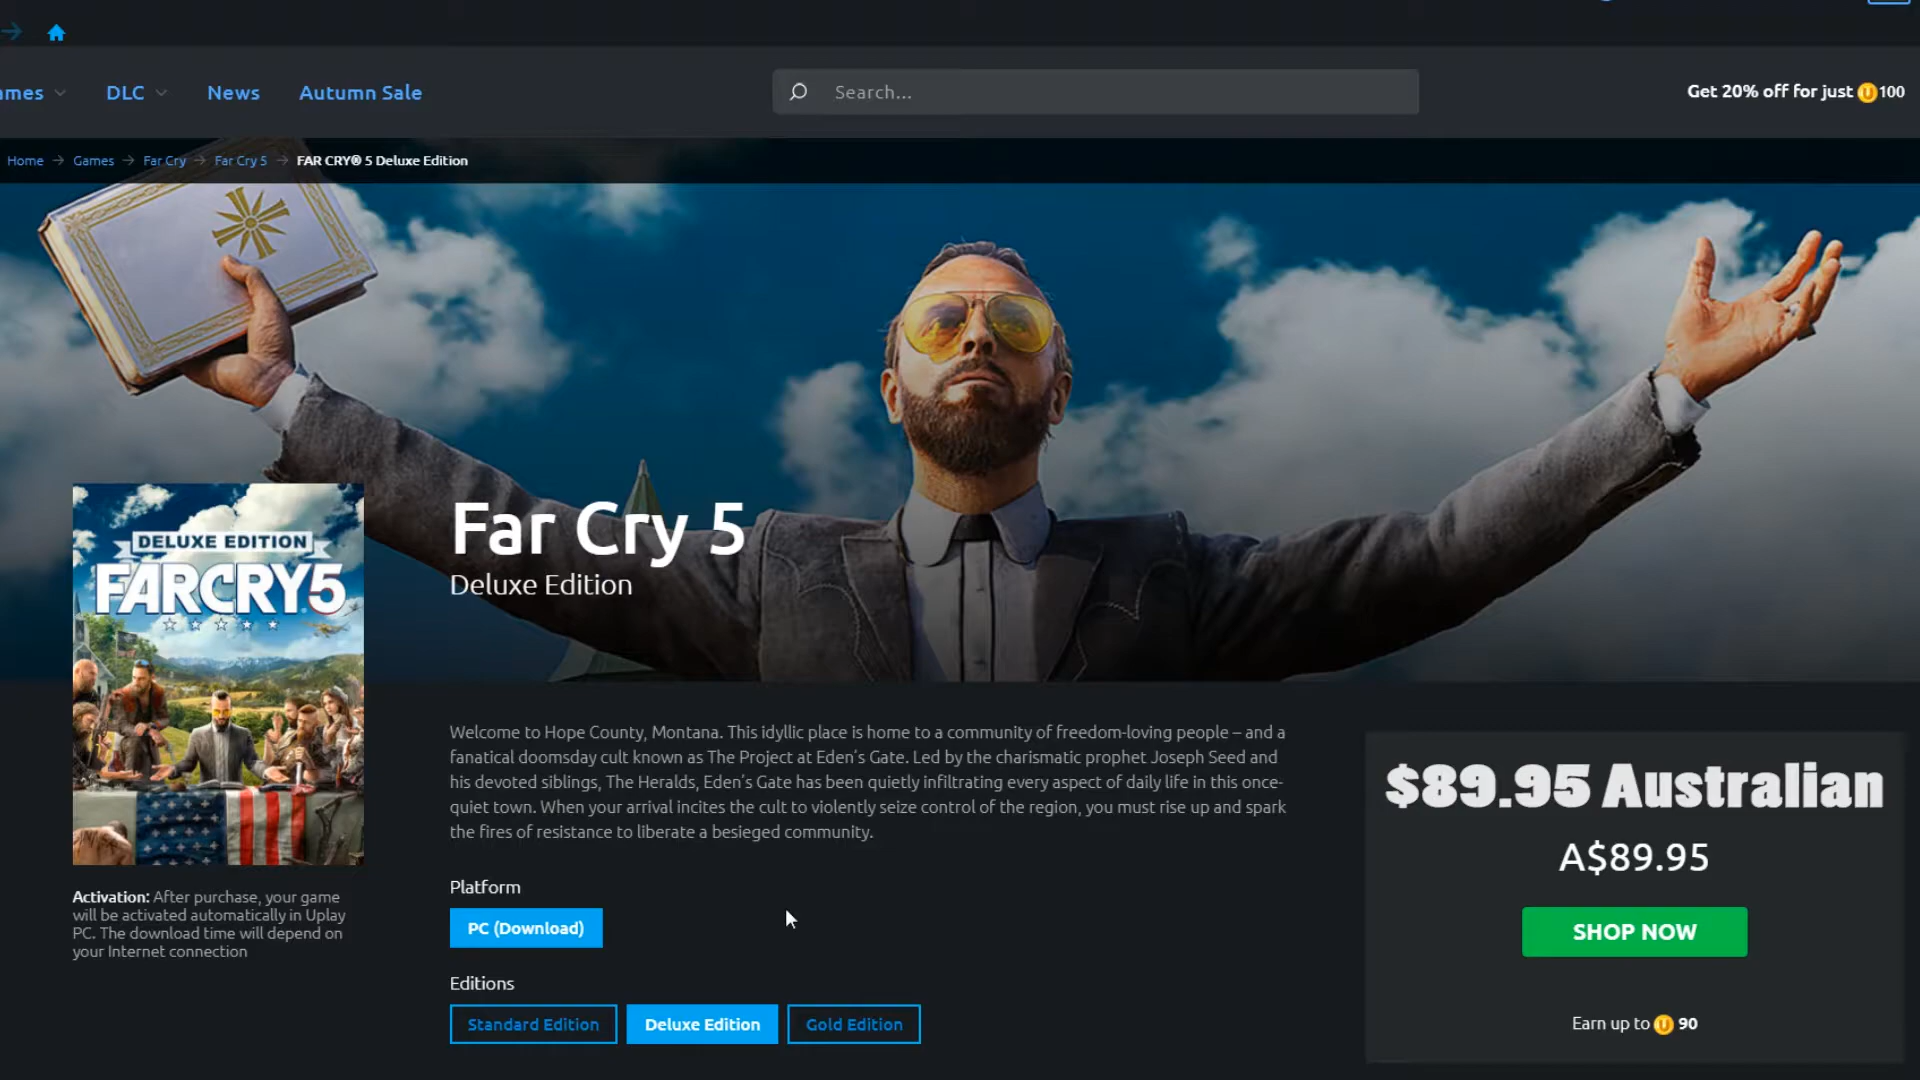 ames
DLC
News
Autumn Sale
Search...
Get 20% off for just 100
Home → Games → Far Cry → Far Cry 5 → FAR CRY® 5 Deluxe Edition
DELUXE EDITION
FARCRY5
Far Cry 5
Deluxe Edition
Welcome to Hope County, Montana. This idyllic place is home to a community of freedom-loving people – and a
fanatical doomsday cult known as The Project at Eden's Gate. Led by the charismatic prophet Joseph Seed and
his devoted siblings, The Heralds, Eden's Gate has been quietly infiltrating every aspect of daily life in this once-
quiet town. When your arrival incites the cult to violently seize control of the region, you must rise up and spark
the fires of resistance to liberate a besieged community.
Activation: After purchase, your game
will be activated automatically in Uplay
PC. The download time will depend on
your Internet connection
Platform
PC (Download)
Editions
Standard Edition
Deluxe Edition
Gold Edition
$89.95 Australian
A$89.95
SHOP NOW
Earn up to 90